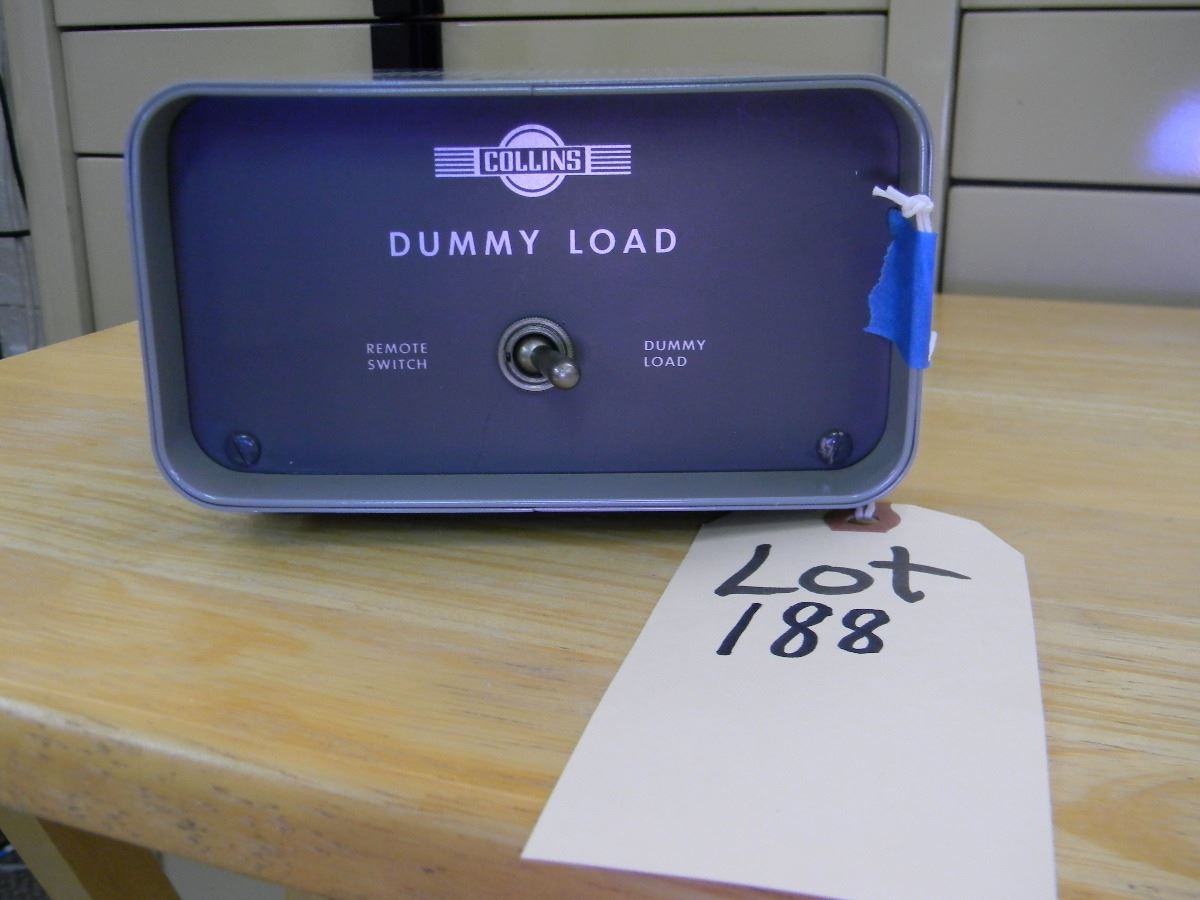 COLLINS
DUMMY LOAD
REMOTE
SWITCH
DUMMY
LOAD
Lot
188